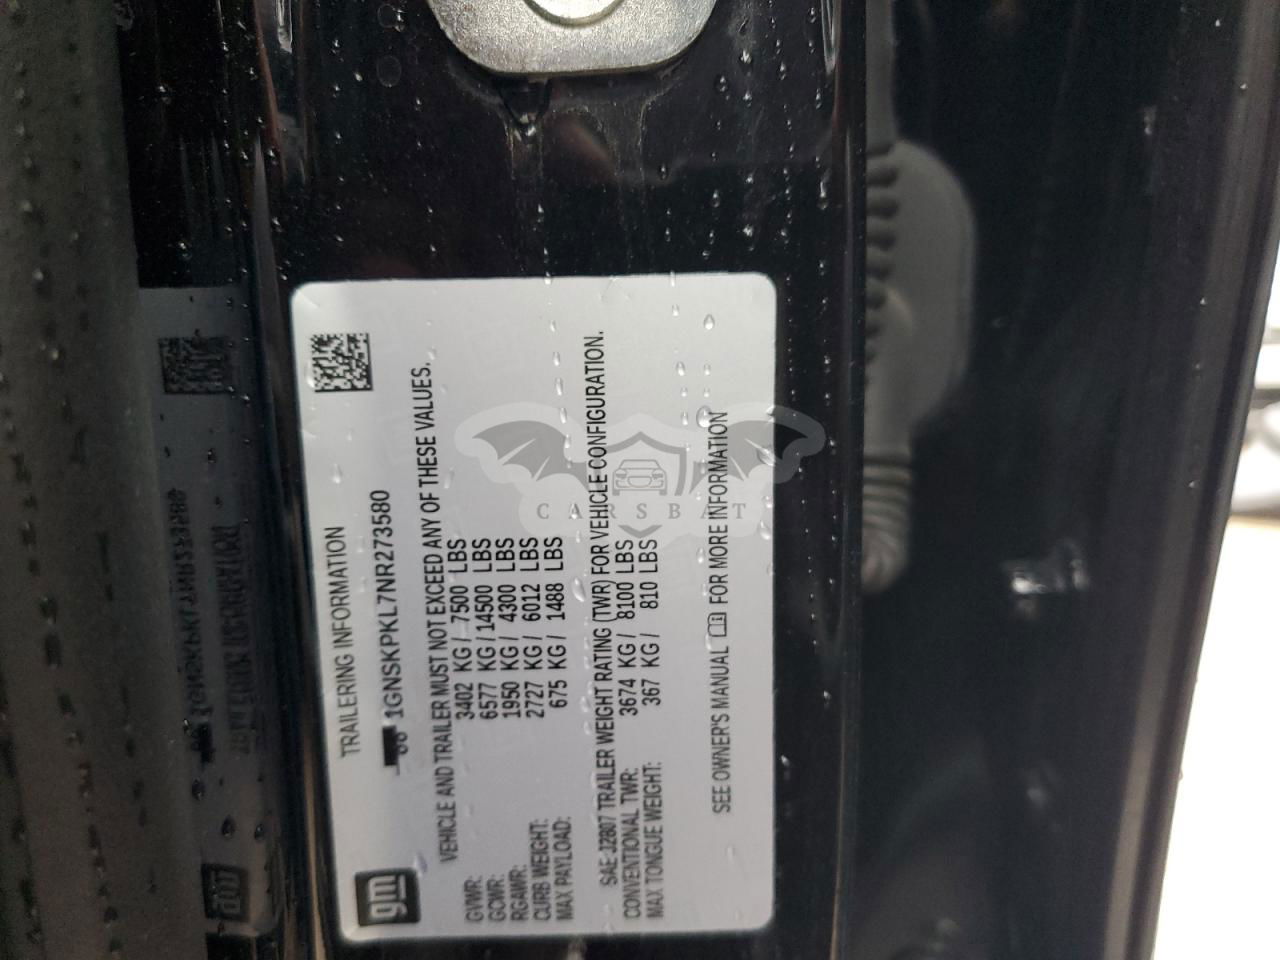 TRAILERING INFORMATION
1GNSKPKL7NR273580
VEHICLE AND TRAILER MUST NOT EXCEED ANY OF THESE VALUES.
GVWR: 3402 KG / 7500 LBS
GCWR: 6577 KG / 14500 LBS
RGAWR: 1950 KG / 4300 LBS
CURB WEIGHT: 2727 KG / 6012 LBS
MAX PAYLOAD: 675 KG / 1488 LBS
SAE J2807 TRAILER WEIGHT RATING (TWR) FOR VEHICLE CONFIGURATION.
CONVENTIONAL TWR: 3674 KG / 8100 LBS
MAX TONGUE WEIGHT: 367 KG / 810 LBS
SEE OWNER'S MANUAL FOR MORE INFORMATION
gm
CARSBAT